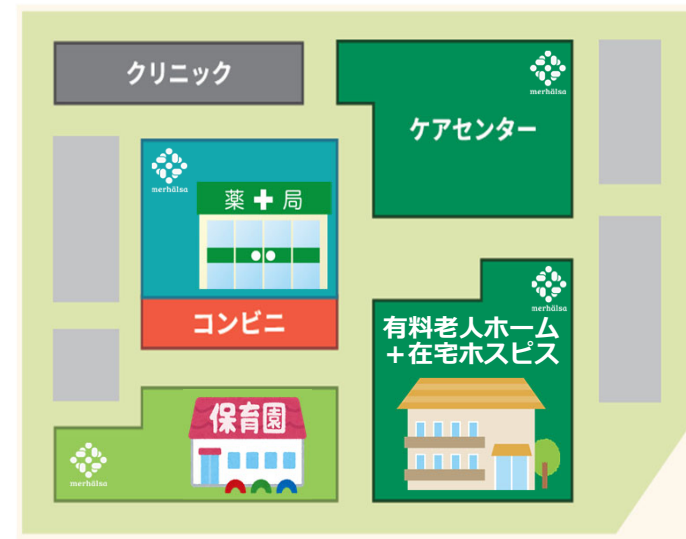 クリニック
merhälsa
ケアセンター
merhälsa
薬 局
コンビニ
merhälsa
有料老人ホーム
+在宅ホスピス
保育園
merhälsa